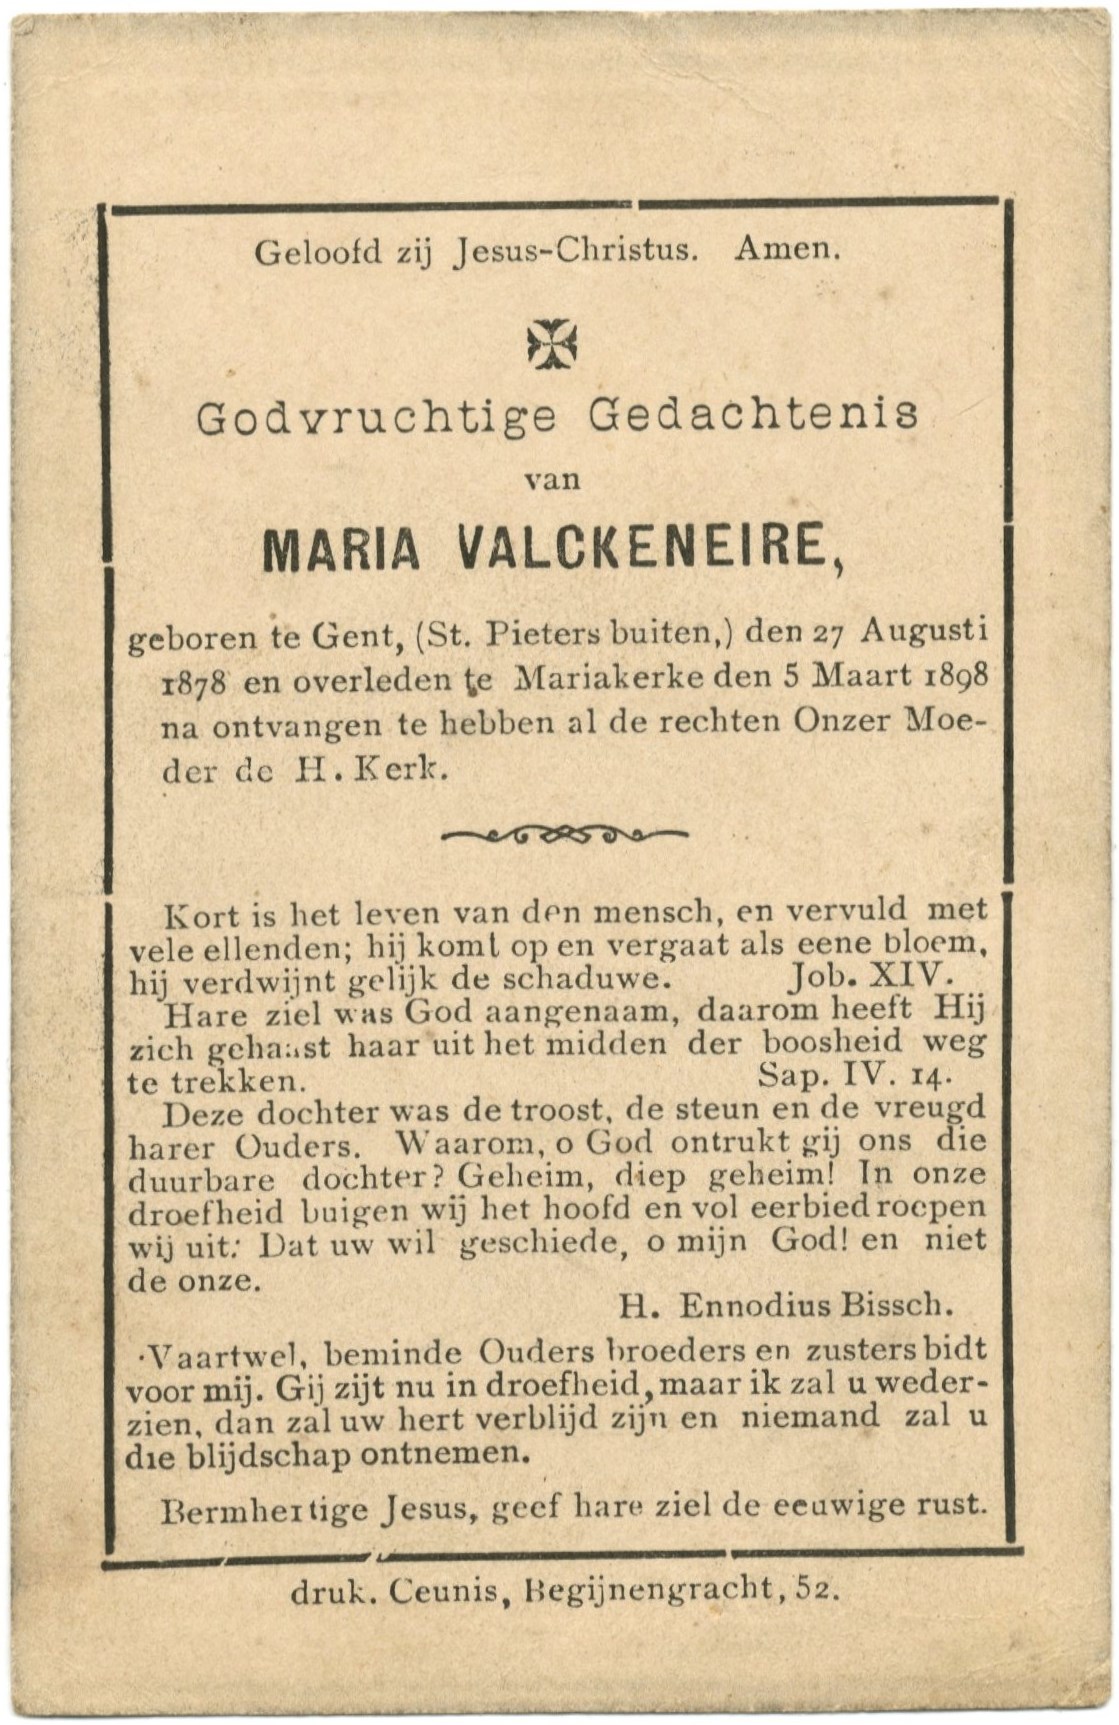 Geloofd zij Jesus-Christus. Amen.
Godvruchtige Gedachtenis
van
MARIA VALCKENEIRE,
geboren te Gent, (St. Pieters buiten,) den 27 Augusti
1878 en overleden te Mariakerke den 5 Maart 1898
na ontvangen te hebben al de rechten Onzer Moe-
der de H. Kerk.
Kort is het leven van den mensch, en vervuld met
vele ellenden; hij komt op en vergaat als eene bloem,
hij verdwijnt gelijk de schaduwe. Job. XIV.
Hare ziel was God aangenaam, daarom heeft Hij
zich gehaast haar uit het midden der boosheid weg
te trekken. Sap. IV. 14.
Deze dochter was de troost, de steun en de vreugd
harer Ouders. Waarom, o God ontrukt gij ons die
duurbare dochter? Geheim, diep geheim! In onze
droefheid buigen wij het hoofd en vol eerbied roepen
wij uit: Dat uw wil geschiede, o mijn God! en niet
de onze.
H. Ennodius Bissch.
Vaartwel, beminde Ouders broeders en zusters bidt
voor mij. Gij zijt nu in droefheid, maar ik zal u weder-
zien, dan zal uw hert verblijd zijn en niemand zal u
die blijdschap ontnemen.
Bermhertige Jesus, geef hare ziel de eeuwige rust.
druk. Ceunis, Begijnengracht, 52.